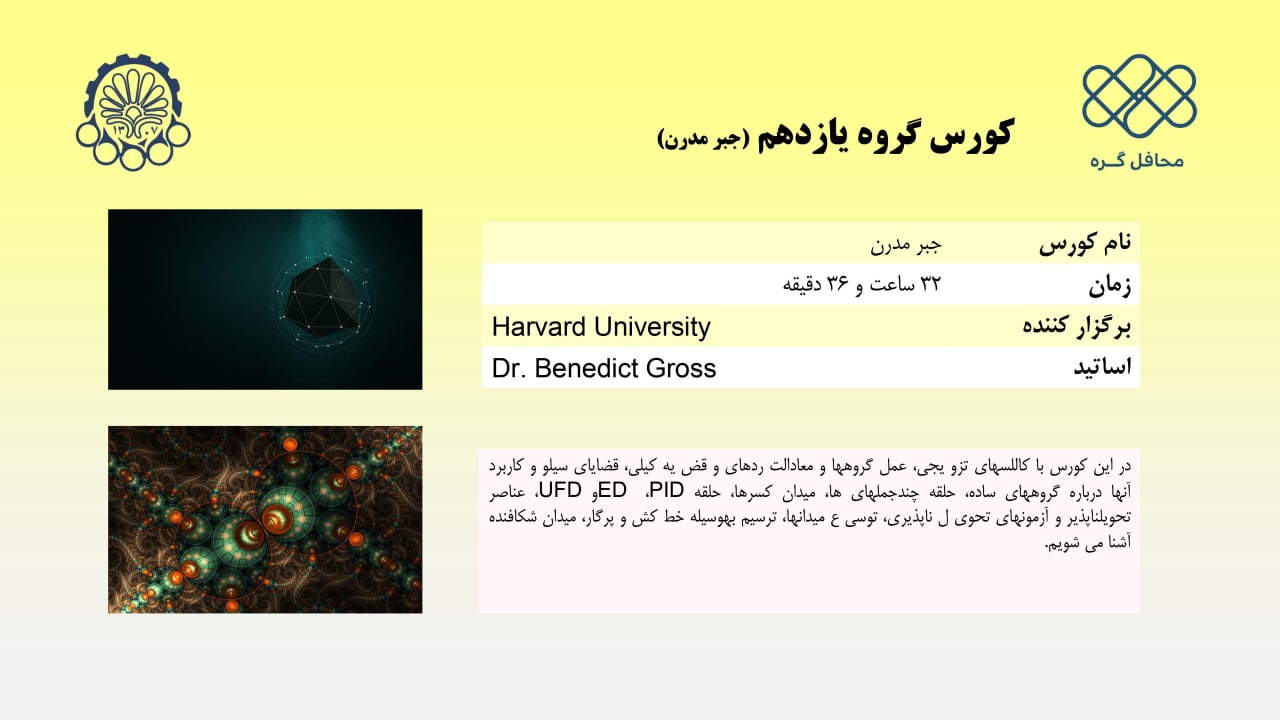 ۱۳۰۷
محافل گره
کورس گروه یازدهم (جبر مدرن)
نام کورس جبر مدرن
زمان ۳۲ ساعت و ۳۶ دقیقه
برگزار کننده Harvard University
اساتید Dr. Benedict Gross
در این کورس با کاللسهای تزو یجی، عمل گروهها و معادالت ردهای و قض یه کیلی، قضایای سیلو و کاربرد
آنها درباره گروههای ساده، حلقه چندجملهای ها، میدان کسرها، حلقه PID، ED و UFD، عناصر
تحویلناپذیر و آزمونهای تحوی ل ناپذیری، توسی ع میدانها، ترسیم بهوسیله خط کش و پرگار، میدان شکافنده
آشنا می شویم.